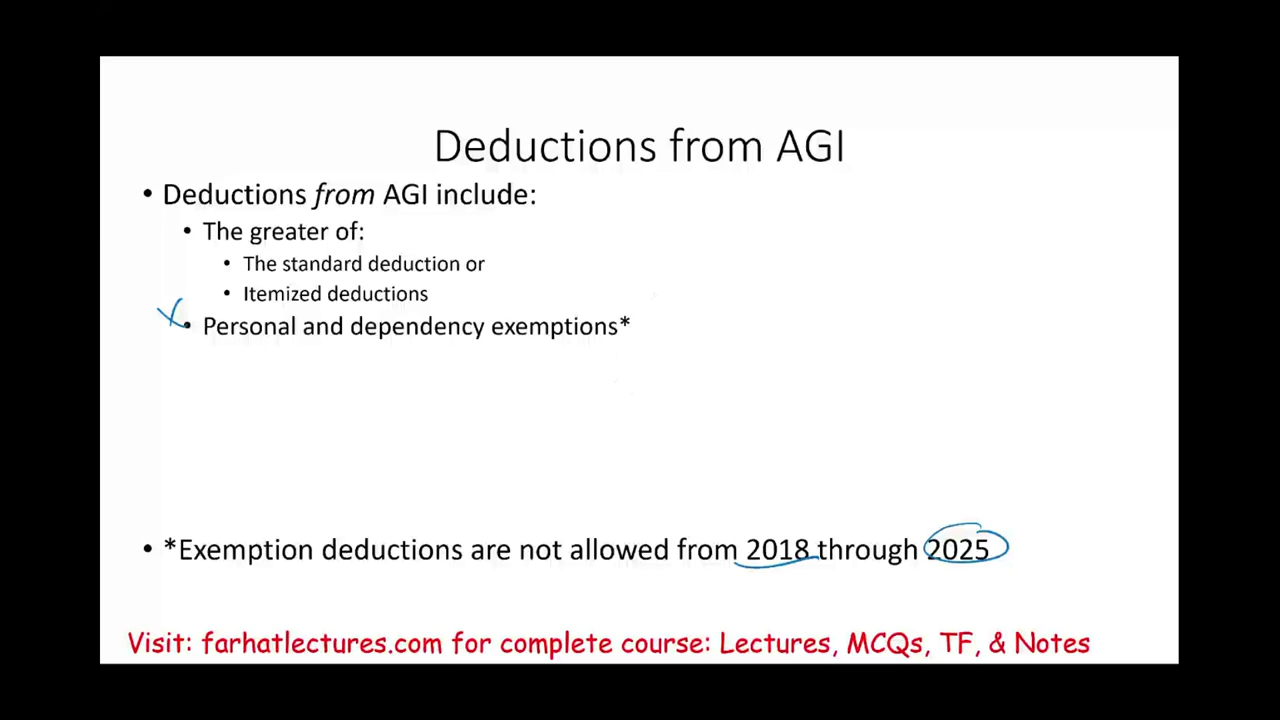 Deductions from AGI
• Deductions from AGI include:
• The greater of:
• The standard deduction or
• Itemized deductions
• Personal and dependency exemptions*
• *Exemption deductions are not allowed from 2018 through 2025
Visit: farhatlectures.com for complete course: Lectures, MCQs, TF, & Notes